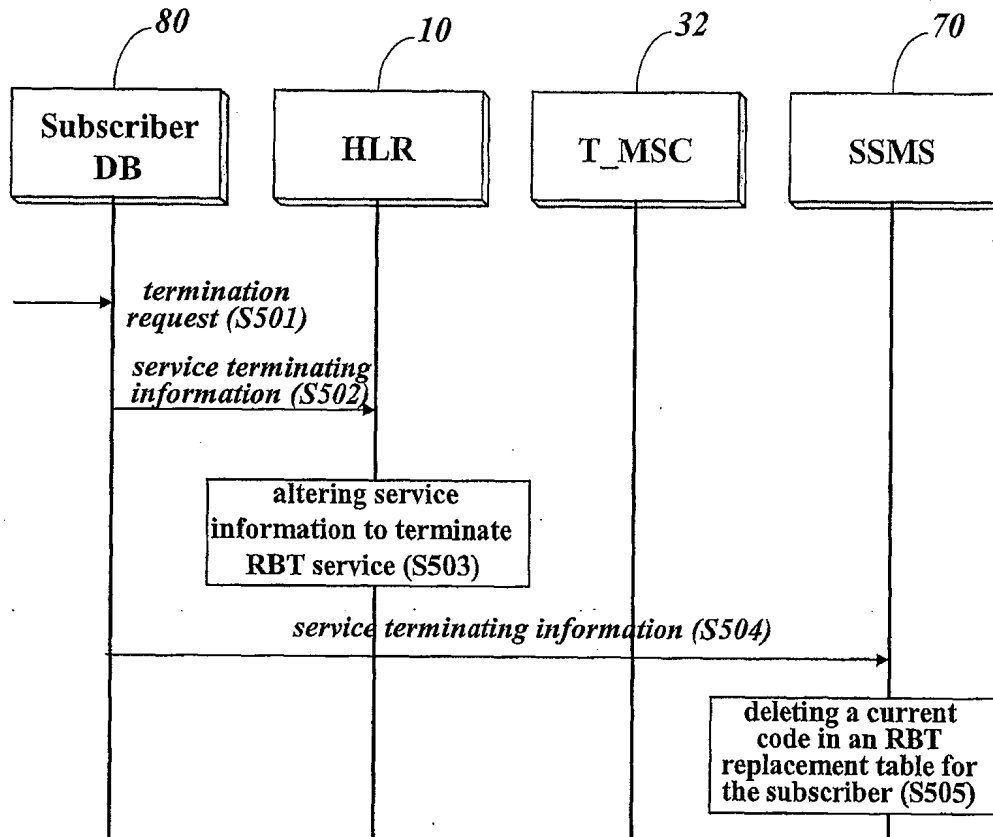 80
10
32
70
Subscriber
DB
HLR
T_MSC
SSMS
termination
request (S501)
service terminating
information (S502)
altering service
information to terminate
RBT service (S503)
service terminating information (S504)
deleting a current
code in an RBT
replacement table for
the subscriber (S505)